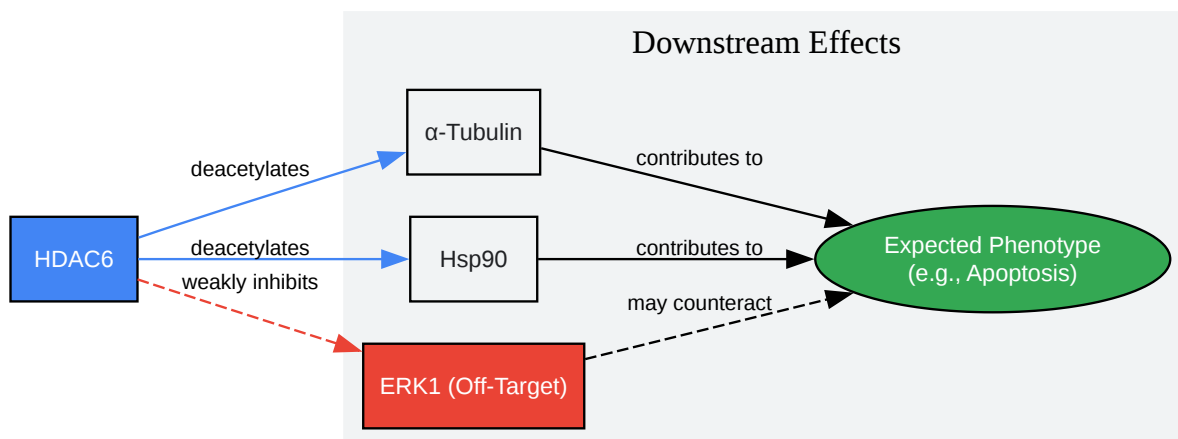 Downstream Effects
α-Tubulin
deacetylates
contributes to
HDAC6
deacetylates
Hsp90
contributes to
Expected Phenotype
(e.g., Apoptosis)
weakly inhibits
may counteract
ERK1 (Off-Target)